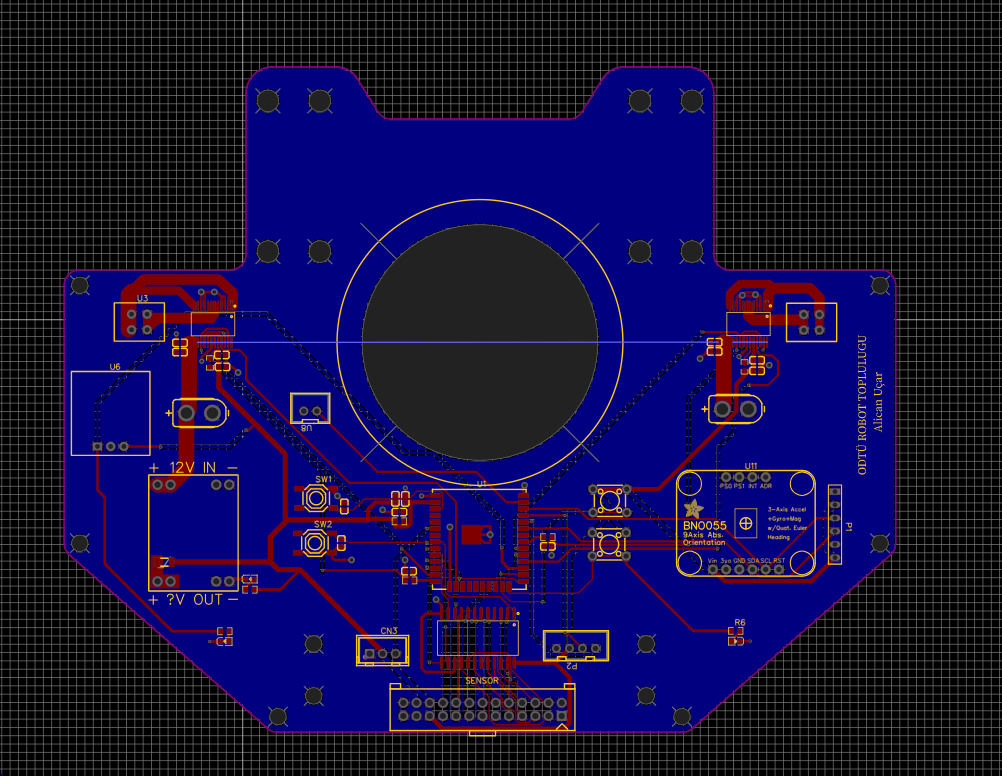 U3
U6
U8
+ 12V IN -
+ ?V OUT -
SW1
SW2
U1
CN3
P2
SENSOR
R6
U11
PS0 PS1 INT ADR
BNO055
9Axis Abs.
Orientation
3-Axis Accel
+Gyro+Mag
w/Quat. Euler
Heading
Vin 3vo GND SDA SCL RST
P1
ODTÜ ROBOT TOPLULUGU
Alican Uçar
+ -
+ -